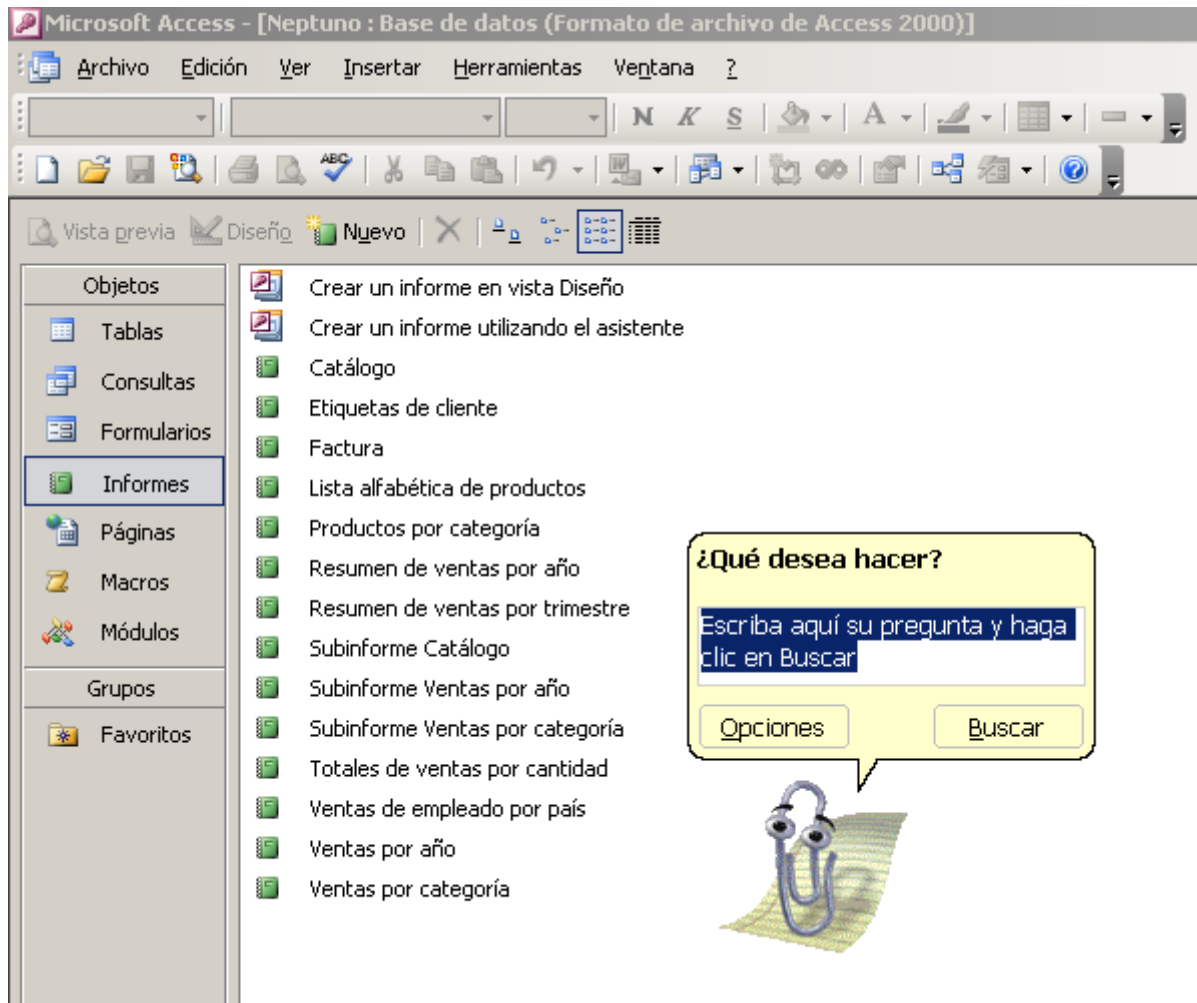 Microsoft Access - [Neptuno : Base de datos (Formato de archivo de Access 2000)]
Archivo Edición Ver Insertar Herramientas Ventana ?
N K S A
ABC
Vista previa Diseño Nuevo
Objetos
Tablas
Consultas
Formularios
Informes
Páginas
Macros
Módulos
Grupos
Favoritos
Crear un informe en vista Diseño
Crear un informe utilizando el asistente
Catálogo
Etiquetas de cliente
Factura
Lista alfabética de productos
Productos por categoría
Resumen de ventas por año
Resumen de ventas por trimestre
Subinforme Catálogo
Subinforme Ventas por año
Subinforme Ventas por categoría
Totales de ventas por cantidad
Ventas de empleado por país
Ventas por año
Ventas por categoría
¿Qué desea hacer?
Escriba aquí su pregunta y haga
clic en Buscar
Opciones Buscar